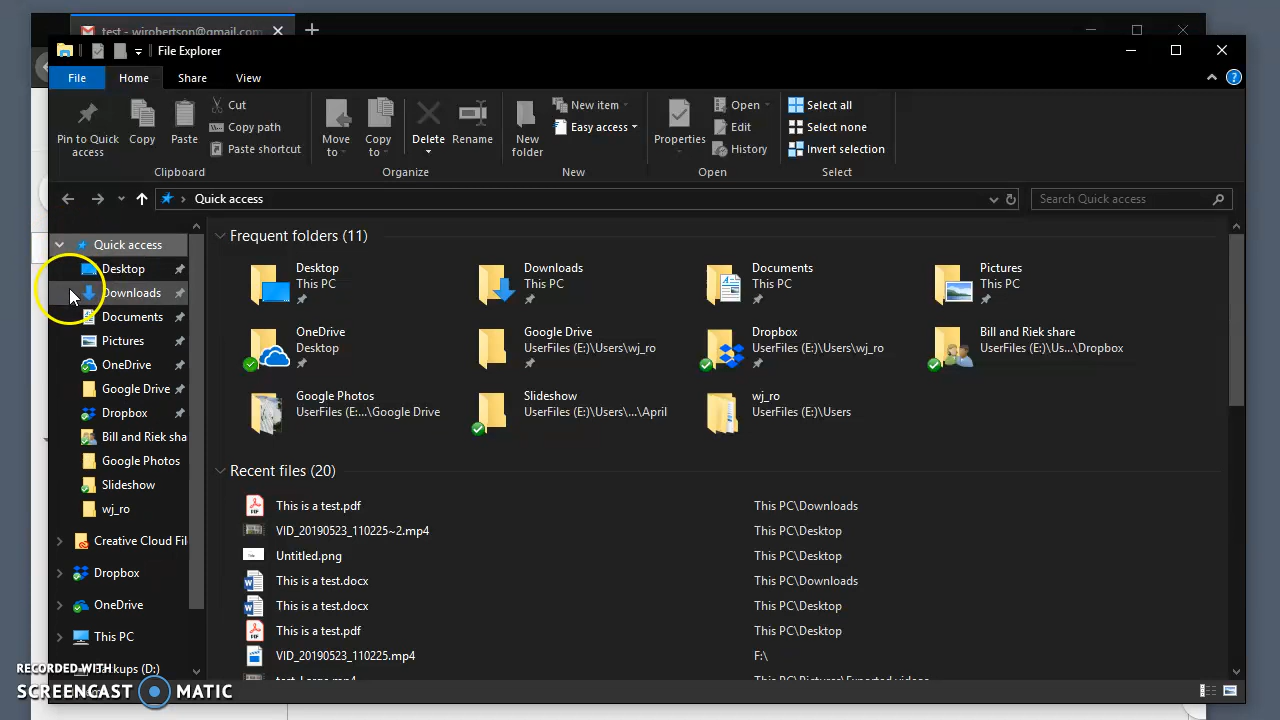 test - wirobertson@gmail.com
File Explorer
File Home Share View
Pin to Quick access
Copy
Paste
Cut
Copy path
Paste shortcut
Clipboard
Move to
Copy to
Delete
Rename
Organize
New folder
New item
Easy access
New
Properties
Open
Edit
History
Open
Select all
Select none
Invert selection
Select
Quick access
Search Quick access
Quick access
Desktop
Downloads
Documents
Pictures
OneDrive
Google Drive
Dropbox
Bill and Riek sha
Google Photos
Slideshow
wj_ro
Creative Cloud Fil
Dropbox
OneDrive
This PC
Backups (D:)
Frequent folders (11)
Desktop
This PC
Downloads
This PC
Documents
This PC
Pictures
This PC
OneDrive
Desktop
Google Drive
UserFiles (E:)\Users\wj_ro
Dropbox
UserFiles (E:)\Users\wj_ro
Bill and Riek share
UserFiles (E:)\Us...\Dropbox
Google Photos
UserFiles (E:...\Google Drive
Slideshow
UserFiles (E:)\Users\...\April
wj_ro
UserFiles (E:)\Users
Recent files (20)
This is a test.pdf This PC\Downloads
VID_20190523_110225~2.mp4 This PC\Desktop
Untitled.png This PC\Desktop
This is a test.docx This PC\Downloads
This is a test.docx This PC\Desktop
This is a test.pdf This PC\Desktop
VID_20190523_110225.mp4 F:\
test-Large.mp4 This PC\Pictures\Exported videos
RECORDED WITH
SCREENCAST MATIC